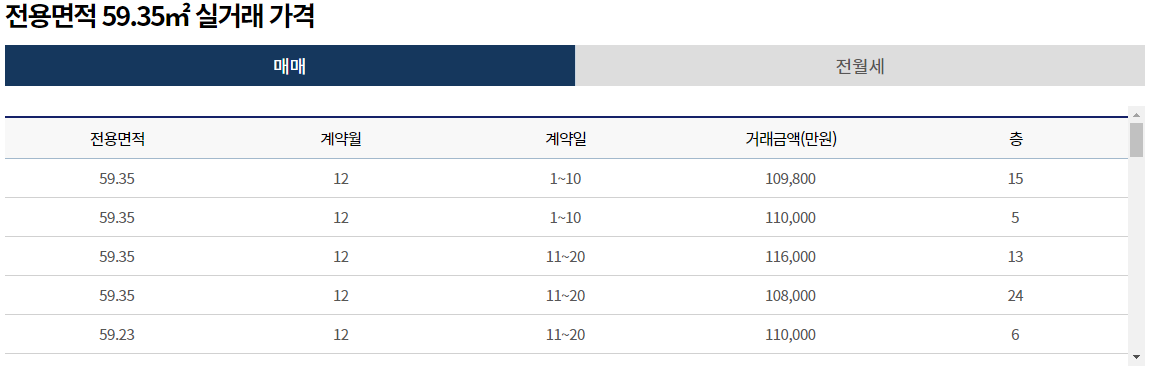 전용면적 59.35㎡ 실거래 가격
매매 전월세
전용면적 계약월 계약일 거래금액(만원) 층
59.35 12 1~10 109,800 15
59.35 12 1~10 110,000 5
59.35 12 11~20 116,000 13
59.35 12 11~20 108,000 24
59.23 12 11~20 110,000 6